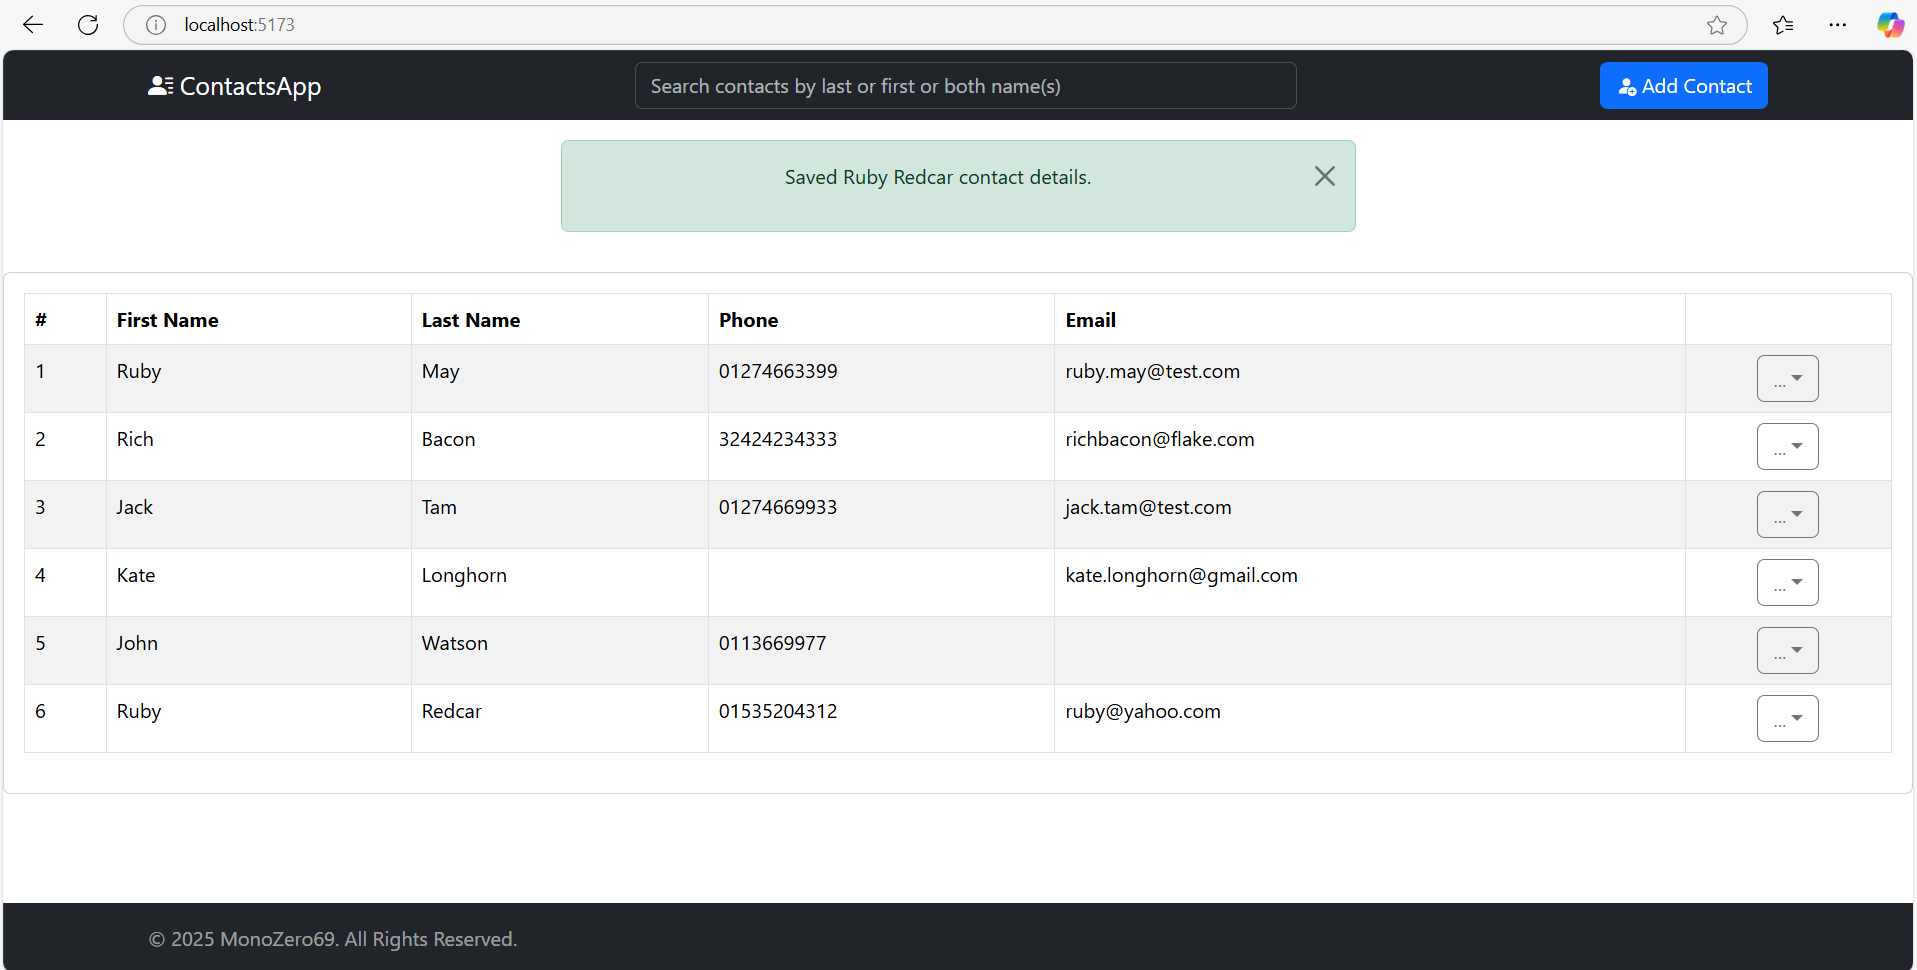 localhost:5173
ContactsApp
Search contacts by last or first or both name(s)
Add Contact
Saved Ruby Redcar contact details.
# First Name Last Name Phone Email
1 Ruby May 01274663399 ruby.may@test.com ...
2 Rich Bacon 32424234333 richbacon@flake.com ...
3 Jack Tam 01274669933 jack.tam@test.com ...
4 Kate Longhorn kate.longhorn@gmail.com ...
5 John Watson 0113669977 ...
6 Ruby Redcar 01535204312 ruby@yahoo.com ...
© 2025 MonoZero69. All Rights Reserved.